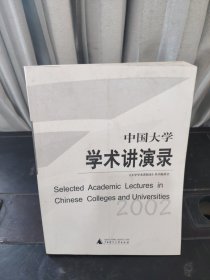 中国大学
学术讲演录
Selected Academic Lectures in
Chinese Colleges and Universities
2002